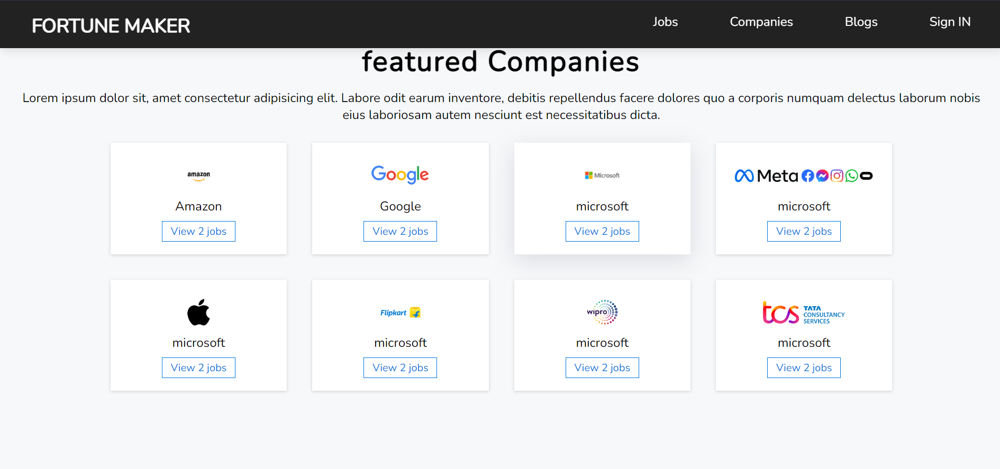 FORTUNE MAKER
Jobs Companies Blogs Sign IN
featured Companies
Lorem ipsum dolor sit, amet consectetur adipisicing elit. Labore odit earum inventore, debitis repellendus facere dolores quo a corporis numquam delectus laborum nobis
eius laboriosam autem nesciunt est necessitatibus dicta.
amazon
Amazon
View 2 jobs
Google
Google
View 2 jobs
Microsoft
microsoft
View 2 jobs
Meta
microsoft
View 2 jobs
microsoft
View 2 jobs
Flipkart
microsoft
View 2 jobs
wipro
microsoft
View 2 jobs
tcs
TATA
CONSULTANCY
SERVICES
microsoft
View 2 jobs